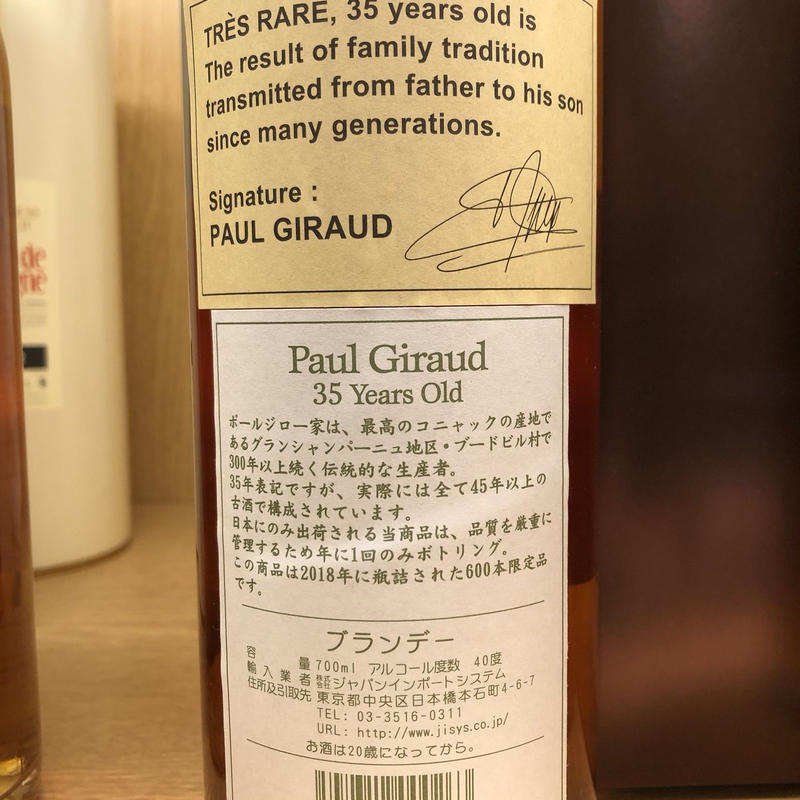 TRÈS RARE, 35 years old is
The result of family tradition
transmitted from father to his son
since many generations.
Signature :
PAUL GIRAUD
Paul Giraud
35 Years Old
ポールジロー家は、最高のコニャックの産地で
あるグランシャンパーニュ地区・ブードビル村で
300年以上続く伝統的な生産者。
35年表記ですが、実際には全て45年以上の
古酒で構成されています。
日本にのみ出荷される当商品は、品質を厳重に
管理するため年に1回のみボトリング。
この商品は2018年に瓶詰された600本限定品
です。
ブランデー
容量 700ml アルコール度数 40度
輸入業者 株式会社ジャパンインポートシステム
住所及引取先 東京都中央区日本橋本石町4-6-7
TEL: 03-3516-0311
URL: http://www.jisys.co.jp/
お酒は20歳になってから。
de